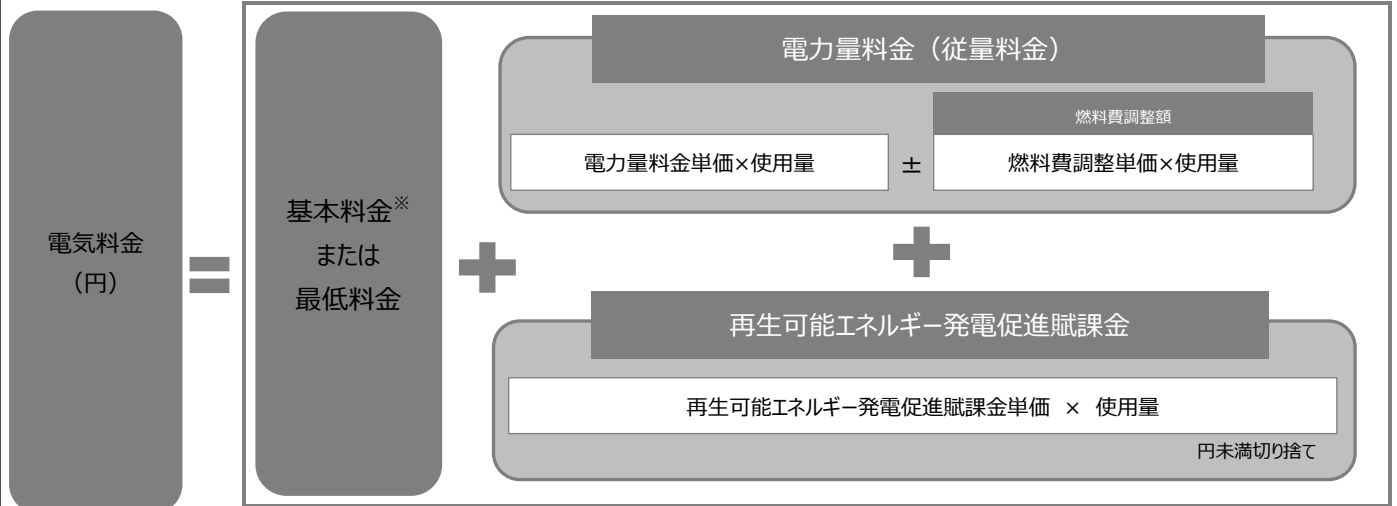 電気料金
（円）
=
基本料金※
または
最低料金
+
電力量料金（従量料金）
電力量料金単価×使用量
±
燃料費調整額
燃料費調整単価×使用量
+
再生可能エネルギー発電促進賦課金
再生可能エネルギー発電促進賦課金単価 × 使用量
円未満切り捨て